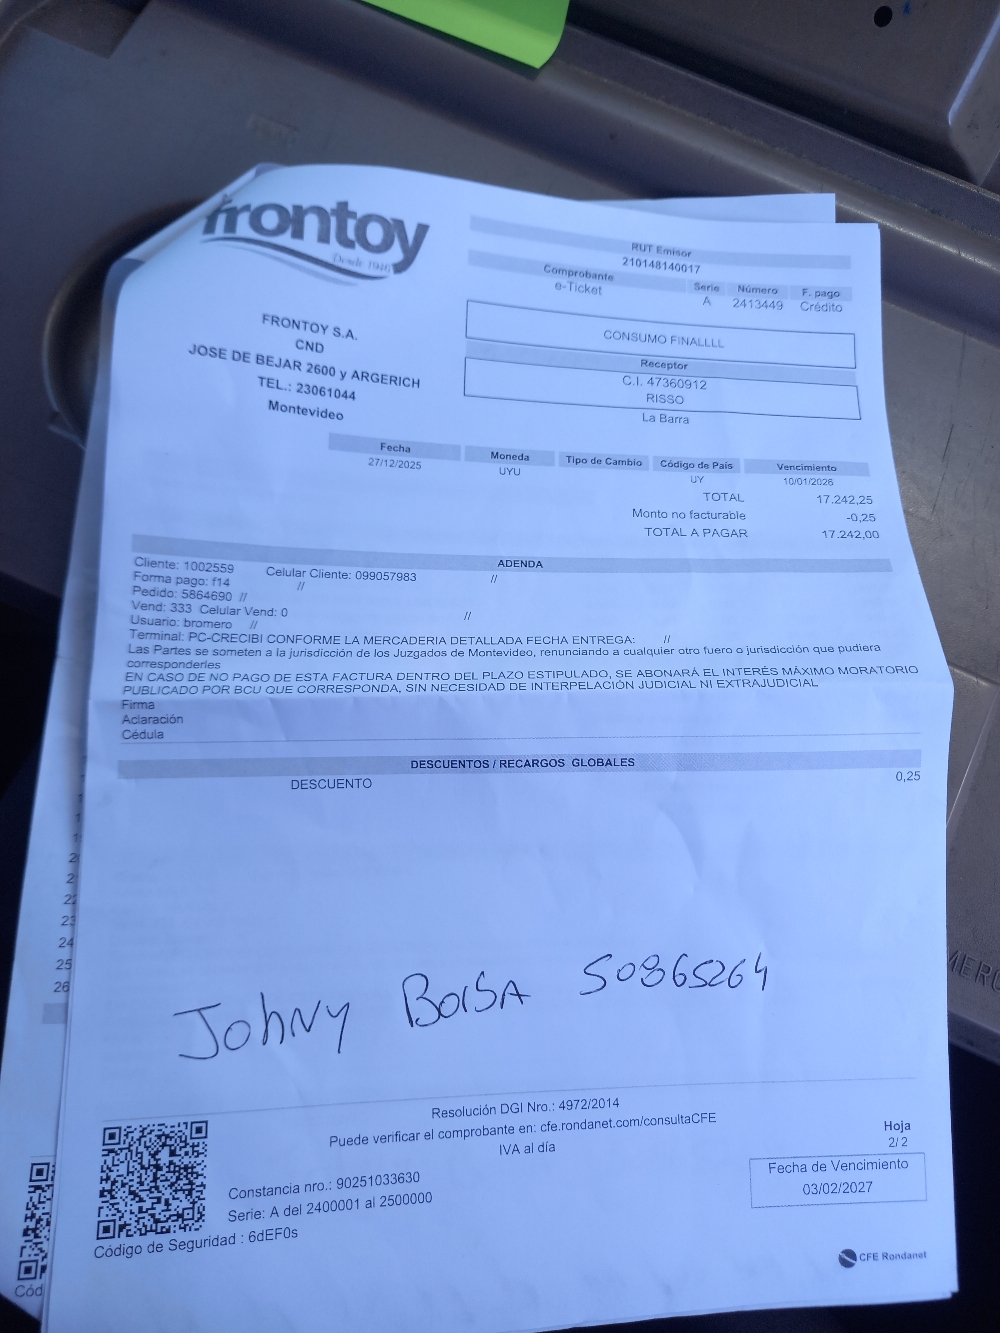 frontoy
Desde 1946
FRONTOY S.A.
CND
JOSE DE BEJAR 2600 y ARGERICH
TEL.: 23061044
Montevideo
RUT Emisor
210148140017
Comprobante Serie Número F. pago
e-Ticket A 2413449 Crédito
CONSUMO FINALLLL
Receptor
C.I. 47360912
RISSO
La Barra
Fecha Moneda Tipo de Cambio Código de País Vencimiento
27/12/2025 UYU UY 10/01/2026
TOTAL 17.242,25
Monto no facturable -0,25
TOTAL A PAGAR 17.242,00
ADENDA
Cliente: 1002559 Celular Cliente: 099057983 //
Forma pago: f14 //
Pedido: 5864690 //
Vend: 333 Celular Vend: 0 //
Usuario: bromero //
Terminal: PC-CRECIBI CONFORME LA MERCADERIA DETALLADA FECHA ENTREGA: //
Las Partes se someten a la jurisdicción de los Juzgados de Montevideo, renunciando a cualquier otro fuero o jurisdicción que pudiera
corresponderles
EN CASO DE NO PAGO DE ESTA FACTURA DENTRO DEL PLAZO ESTIPULADO, SE ABONARÁ EL INTERÉS MÁXIMO MORATORIO
PUBLICADO POR BCU QUE CORRESPONDA, SIN NECESIDAD DE INTERPELACIÓN JUDICIAL NI EXTRAJUDICIAL
Firma
Aclaración
Cédula
DESCUENTOS / RECARGOS GLOBALES
DESCUENTO 0,25
2
22
23
24
25
26
JOHNY BORBA 50865264
Resolución DGI Nro.: 4972/2014
Puede verificar el comprobante en: cfe.rondanet.com/consultaCFE
IVA al día
Constancia nro.: 90251033630
Serie: A del 2400001 al 2500000
Código de Seguridad : 6dEF0s
Hoja
2/ 2
Fecha de Vencimiento
03/02/2027
CFE Rondanet
Cód